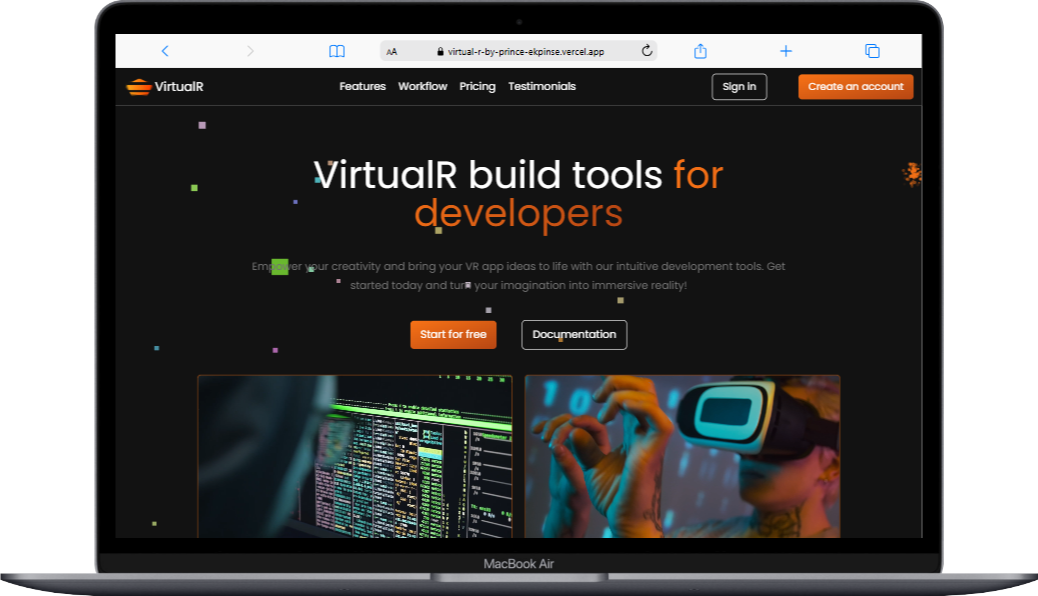 AA virtual-r-by-prince-ekpinse.vercel.app
VirtualR Features Workflow Pricing Testimonials Sign In Create an account
VirtualR build tools for
developers
Empower your creativity and bring your VR app ideas to life with our intuitive development tools. Get
started today and turn your imagination into immersive reality!
Start for free Documentation
MacBook Air